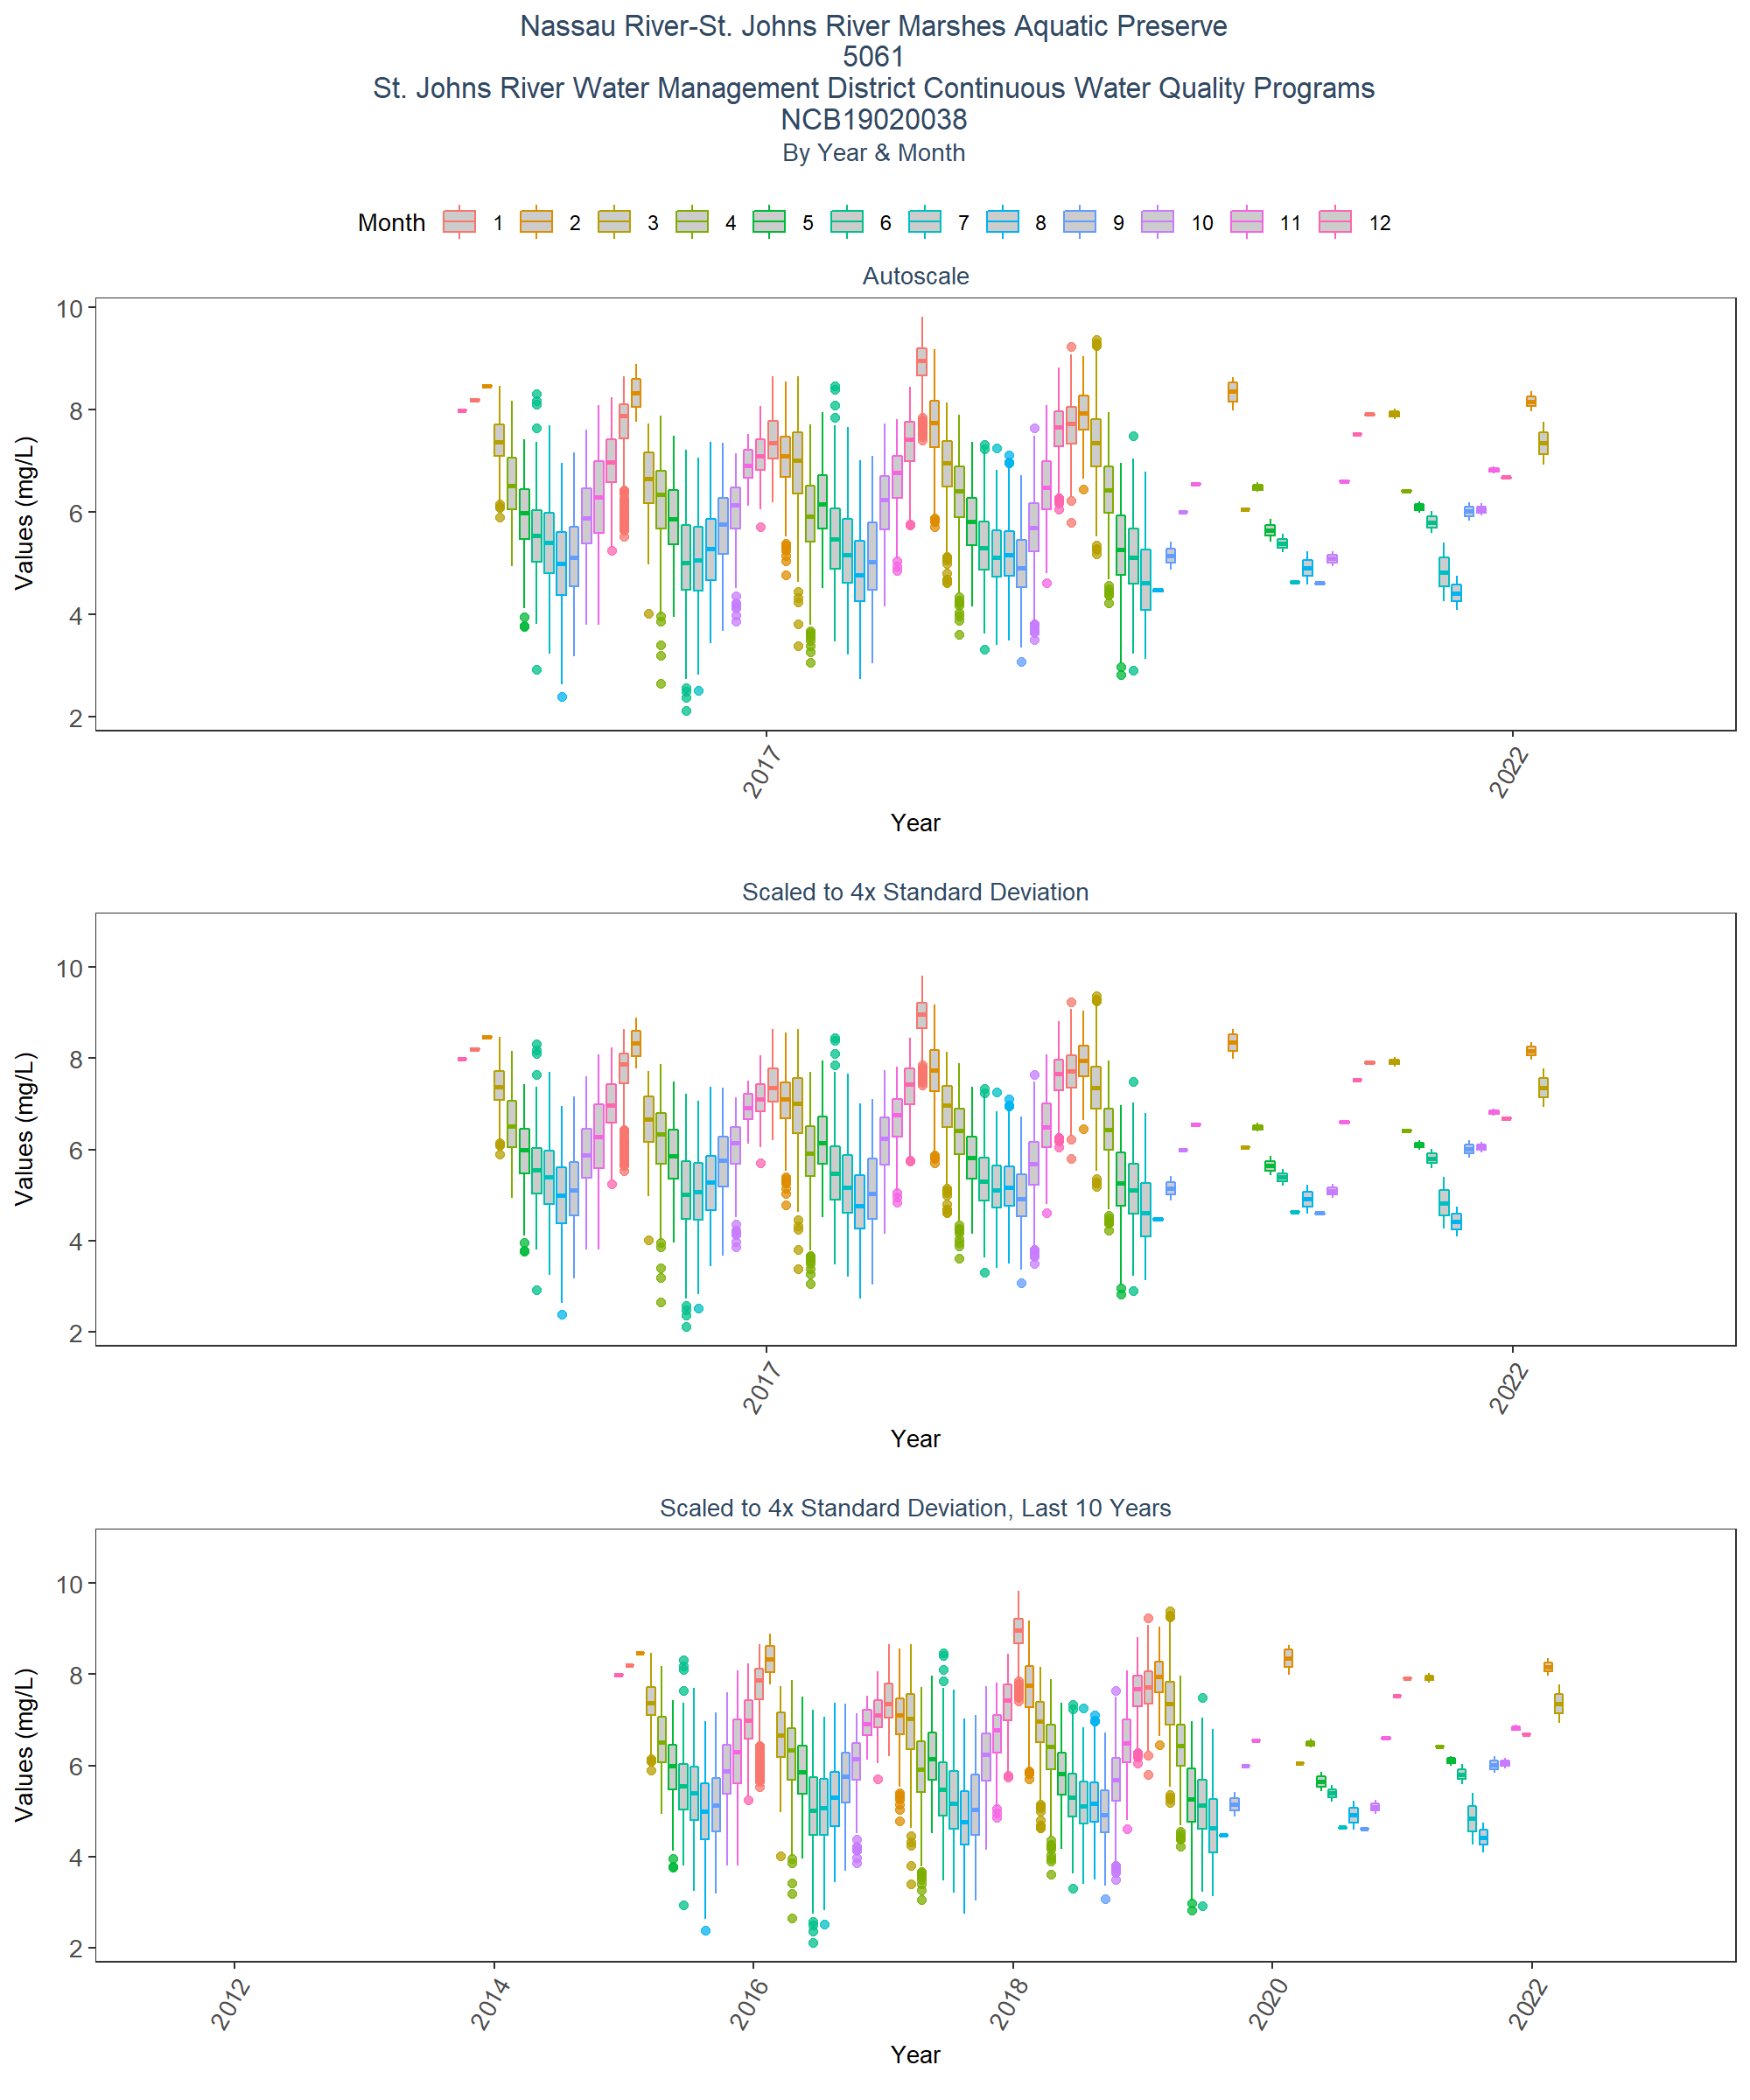 Nassau River-St. Johns River Marshes Aquatic Preserve
5061
St. Johns River Water Management District Continuous Water Quality Programs
NCB19020038
By Year & Month
Month 1 2 3 4 5 6 7 8 9 10 11 12
Autoscale
Values (mg/L)
10
8
6
4
2
2017 2022
Year
Scaled to 4x Standard Deviation
Values (mg/L)
10
8
6
4
2
2017 2022
Year
Scaled to 4x Standard Deviation, Last 10 Years
Values (mg/L)
10
8
6
4
2
2012 2014 2016 2018 2020 2022
Year